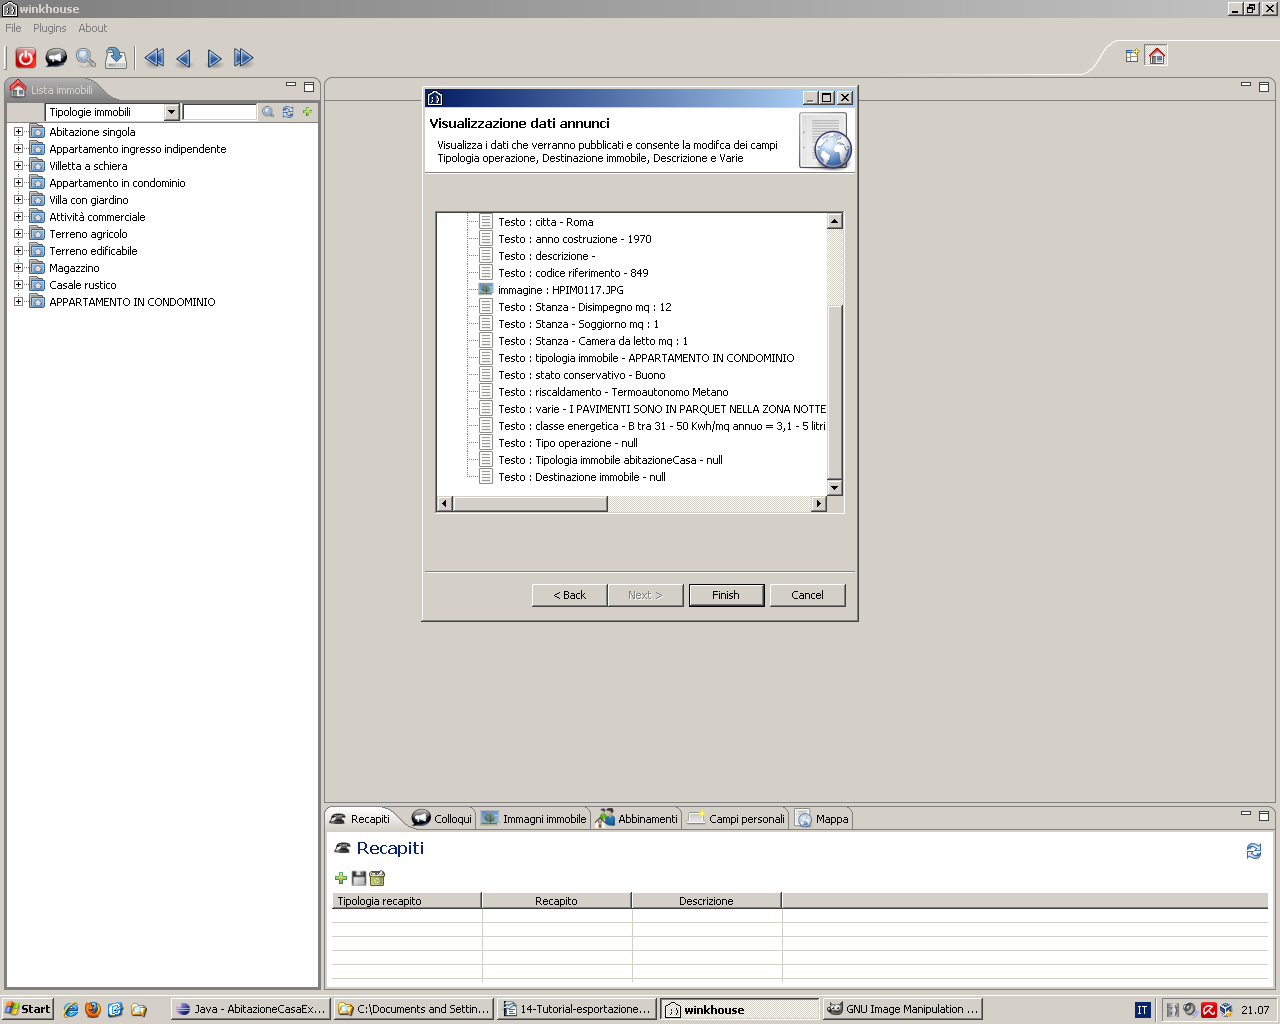 winkhouse
File Plugins About
Lista immobili
Tipologie immobili
Abitazione singola
Appartamento ingresso indipendente
Villetta a schiera
Appartamento in condominio
Villa con giardino
Attività commerciale
Terreno agricolo
Terreno edificabile
Magazzino
Casale rustico
APPARTAMENTO IN CONDOMINIO
Visualizzazione dati annunci
Visualizza i dati che verranno pubblicati e consente la modifca dei campi
Tipologia operazione, Destinazione immobile, Descrizione e Varie
Testo : citta - Roma
Testo : anno costruzione - 1970
Testo : descrizione -
Testo : codice riferimento - 849
immagine : HPIM0117.JPG
Testo : Stanza - Disimpegno mq : 12
Testo : Stanza - Soggiorno mq : 1
Testo : Stanza - Camera da letto mq : 1
Testo : tipologia immobile - APPARTAMENTO IN CONDOMINIO
Testo : stato conservativo - Buono
Testo : riscaldamento - Termoautonomo Metano
Testo : varie - I PAVIMENTI SONO IN PARQUET NELLA ZONA NOTTE
Testo : classe energetica - B tra 31 - 50 Kwh/mq annuo = 3,1 - 5 litri
Testo : Tipo operazione - null
Testo : Tipologia immobile abitazioneCasa - null
Testo : Destinazione immobile - null
< Back Next > Finish Cancel
Recapiti Colloqui Immagni immobile Abbinamenti Campi personali Mappa
Recapiti
Tipologia recapito Recapito Descrizione
Start Java - AbitazioneCasaEx... C:\Documents and Settin... 14-Tutorial-esportazione... winkhouse GNU Image Manipulation ... IT 21.07